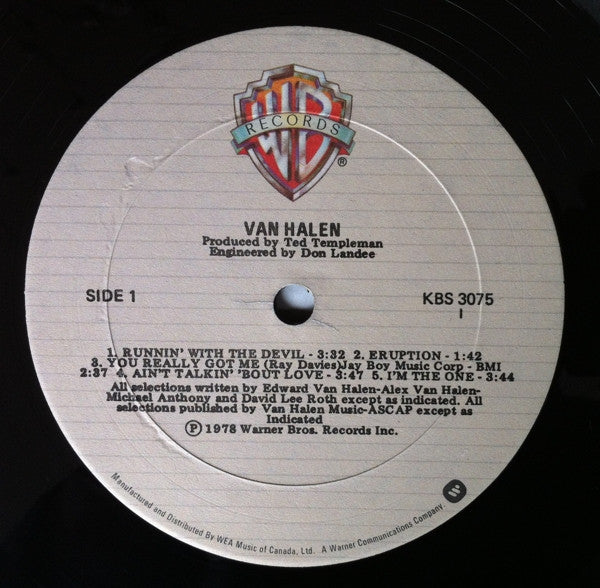 WB
RECORDS
®
VAN HALEN
Produced by Ted Templeman
Engineered by Don Landee
SIDE 1
KBS 3075
1
1. RUNNIN' WITH THE DEVIL - 3:32 2. ERUPTION - 1:42
3. YOU REALLY GOT ME (Ray Davies)Jay Boy Music Corp - BMI
2:37 4. AIN'T TALKIN' 'BOUT LOVE - 3:47 5. I'M THE ONE - 3:44
All selections written by Edward Van Halen-Alex Van Halen-
Michael Anthony and David Lee Roth except as indicated. All
selections published by Van Halen Music-ASCAP except as
Indicated
Ⓟ 1978 Warner Bros. Records Inc.
Manufactured and Distributed By WEA Music of Canada, Ltd. A Warner Communications Company